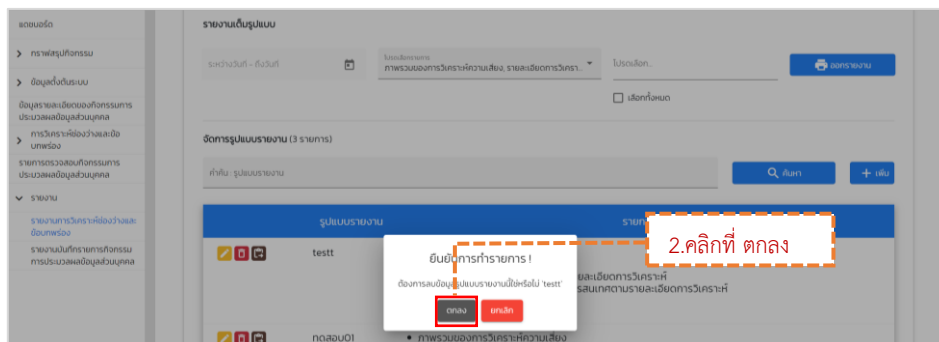 แดชบอร์ด
กราฟสรุปกิจกรรม
ข้อมูลตั้งต้นระบบ
ข้อมูลรายละเอียดของกิจกรรมการ
ประมวลผลข้อมูลส่วนบุคคล
การวิเคราะห์ช่องว่างและข้อ
บกพร่อง
รายการตรวจสอบกิจกรรมการ
ประมวลผลข้อมูลส่วนบุคคล
รายงาน
รายงานการวิเคราะห์ช่องว่างและ
ข้อบกพร่อง
รายงานบันทึกรายการกิจกรรม
การประมวลผลข้อมูลส่วนบุคคล
รายงานเต็มรูปแบบ
ระหว่างวันที่ - ถึงวันที่
โปรดเลือกรายการ
ภาพรวมของการวิเคราะห์ความเสี่ยง, รายละเอียดการวิเครา...
โปรดเลือก..
ออกรายงาน
เลือกทั้งหมด
จัดการรูปแบบรายงาน (3 รายการ)
คำค้น : รูปแบบรายงาน
ค้นหา
เพิ่ม
รูปแบบรายงาน
ราย
2.คลิกที่ ตกลง
testt
ยืนยันการทำรายการ !
ต้องการลบข้อมูลรูปแบบรายงานนี้ใช่หรือไม่ 'testt'
ตกลง
ยกเลิก
ยละเอียดการวิเคราะห์
รสนเทศตามรายละเอียดการวิเคราะห์
ทดสอบ01
• ภาพรวมของการวิเคราะห์ความเสี่ยง